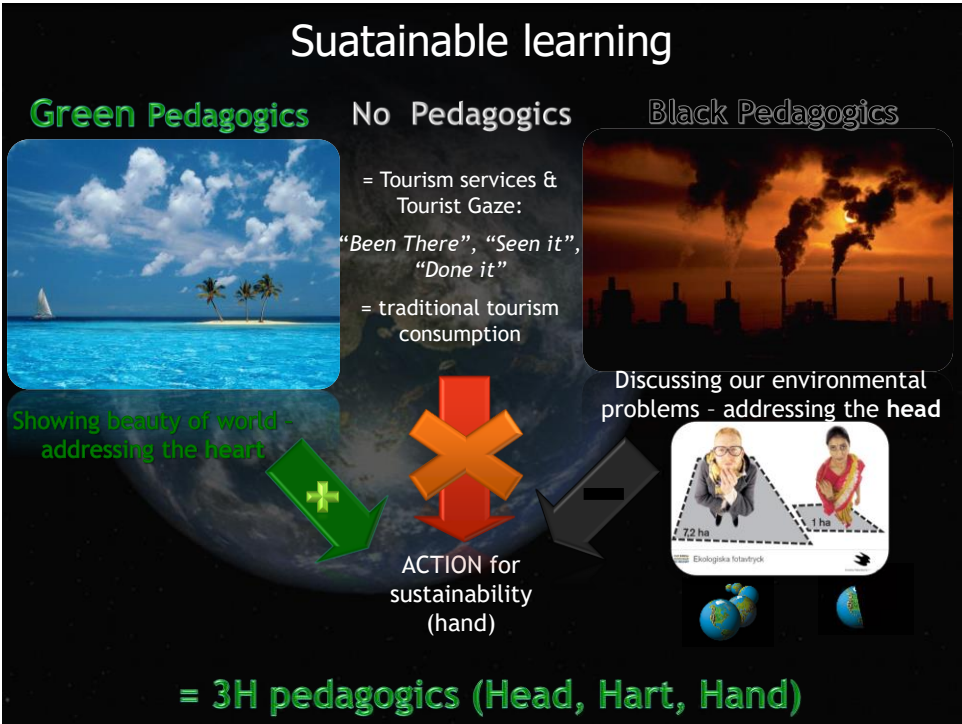 Suatainable learning
Green Pedagogics
No Pedagogics
Black Pedagogics
= Tourism services &
Tourist Gaze:
“Been There”, “Seen it”,
“Done it”
= traditional tourism
consumption
Showing beauty of world –
addressing the heart
Discussing our environmental
problems – addressing the head
7,2 ha
1 ha
Ekologiska fotavtryck
ACTION for
sustainability
(hand)
= 3H pedagogics (Head, Hart, Hand)